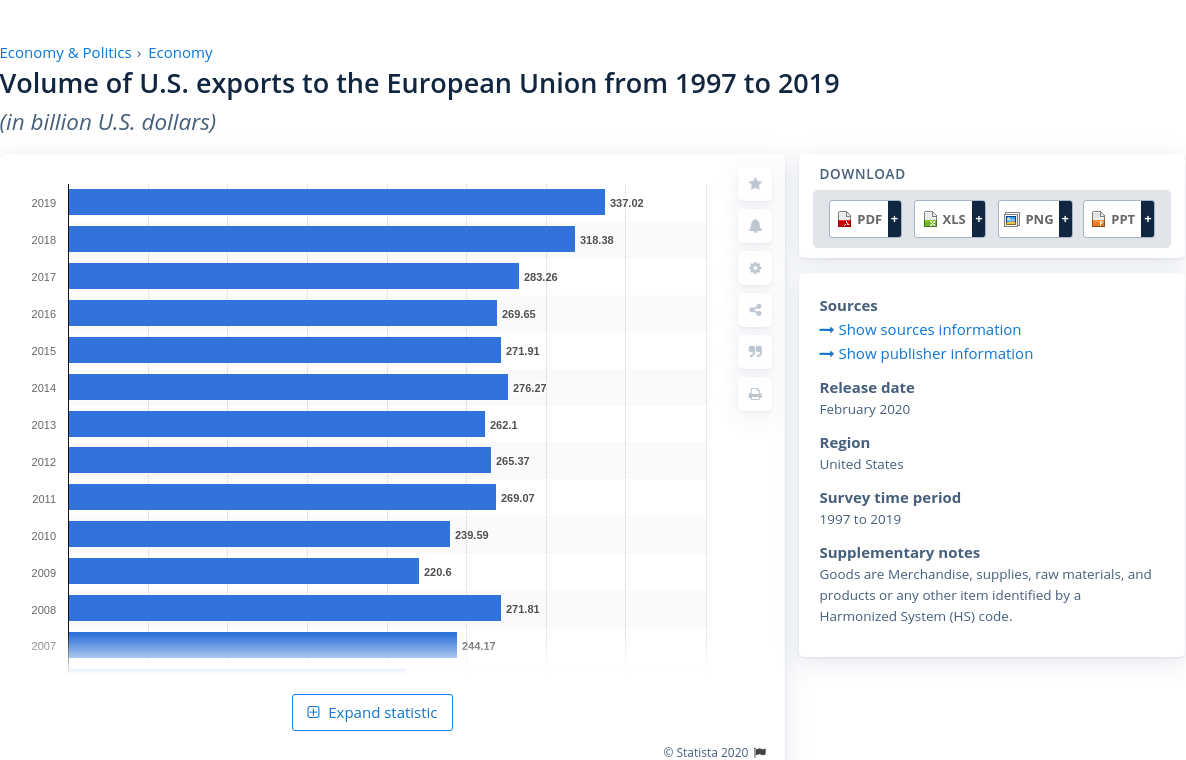 Economy & Politics › Economy
Volume of U.S. exports to the European Union from 1997 to 2019
(in billion U.S. dollars)
2019 337.02
2018 318.38
2017 283.26
2016 269.65
2015 271.91
2014 276.27
2013 262.1
2012 265.37
2011 269.07
2010 239.59
2009 220.6
2008 271.81
2007 244.17
Expand statistic
© Statista 2020
DOWNLOAD
PDF + XLS + PNG + PPT +
Sources
Show sources information
Show publisher information
Release date
February 2020
Region
United States
Survey time period
1997 to 2019
Supplementary notes
Goods are Merchandise, supplies, raw materials, and
products or any other item identified by a
Harmonized System (HS) code.